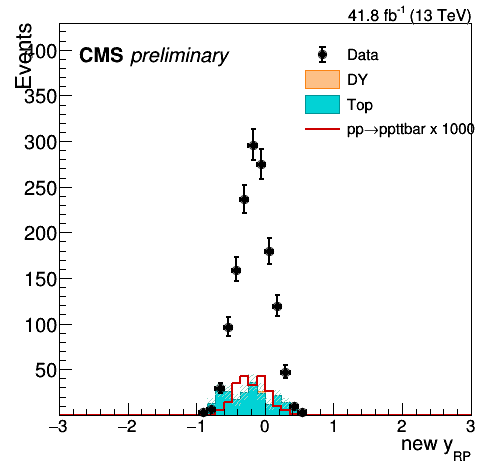 41.8 fb⁻¹ (13 TeV)
Events
CMS preliminary
Data
DY
Top
pp→ppttbar x 1000
400
350
300
250
200
150
100
50
−3 −2 −1 0 1 2 3
new y_RP